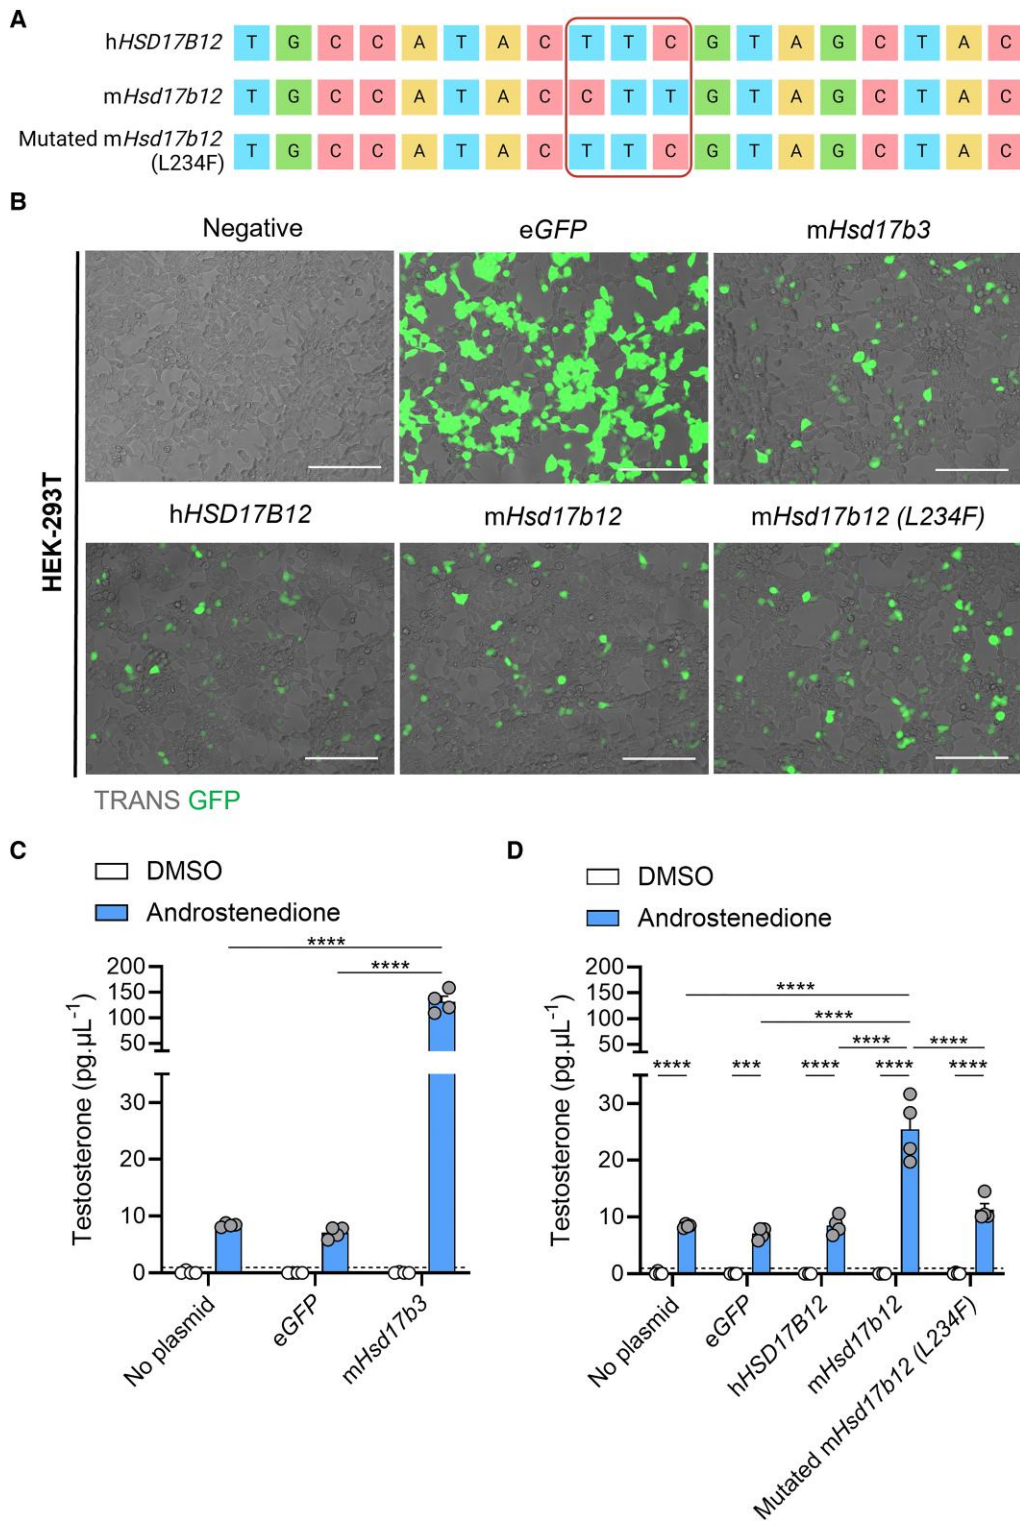 A
hHSD17B12 T G C C A T A C T T C G T A G C T A C
mHsd17b12 T G C C A T A C C T T G T A G C T A C
Mutated mHsd17b12
(L234F) T G C C A T A C T T C G T A G C T A C
B
Negative eGFP mHsd17b3
HEK-293T
hHSD17B12 mHsd17b12 mHsd17b12 (L234F)
TRANS GFP
C
DMSO
Androstenedione
****
****
200
150
100
50
30
20
10
0
Testosterone (pg.µL⁻¹)
No plasmid
eGFP
mHsd17b3
D
DMSO
Androstenedione
****
****
**** ****
**** *** **** **** ****
200
150
100
50
30
20
10
0
Testosterone (pg.µL⁻¹)
No plasmid
eGFP
hHSD17B12
mHsd17b12
Mutated mHsd17b12 (L234F)